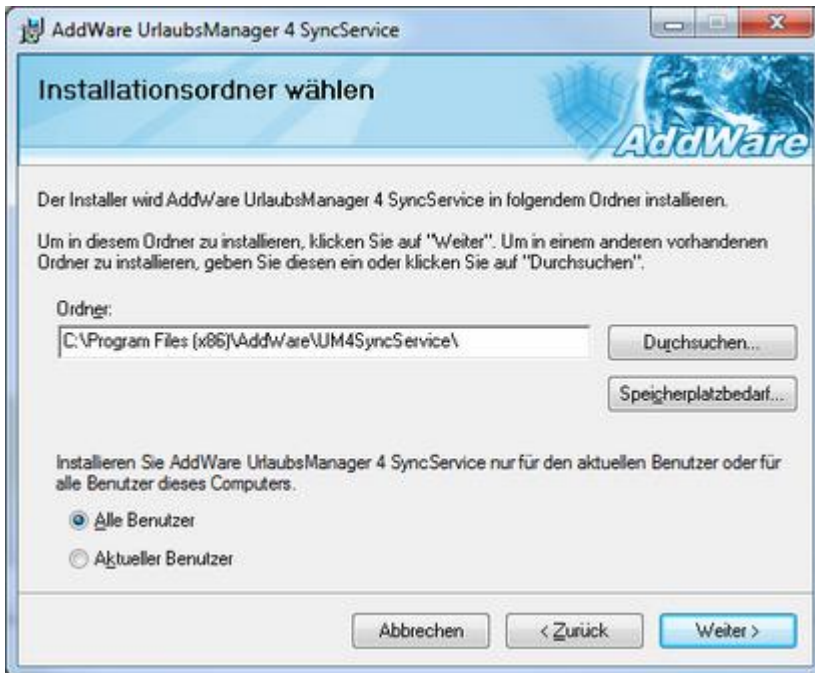 AddWare UrlaubsManager 4 SyncService
Installationsordner wählen
AddWare
Der Installer wird AddWare UrlaubsManager 4 SyncService in folgendem Ordner installieren.
Um in diesem Ordner zu installieren, klicken Sie auf "Weiter". Um in einem anderen vorhandenen
Ordner zu installieren, geben Sie diesen ein oder klicken Sie auf "Durchsuchen".
Ordner:
C:\Program Files (x86)\AddWare\UM4SyncService\
Durchsuchen...
Speicherplatzbedarf...
Installieren Sie AddWare UrlaubsManager 4 SyncService nur für den aktuellen Benutzer oder für
alle Benutzer dieses Computers.
Alle Benutzer
Aktueller Benutzer
Abbrechen
< Zurück
Weiter >